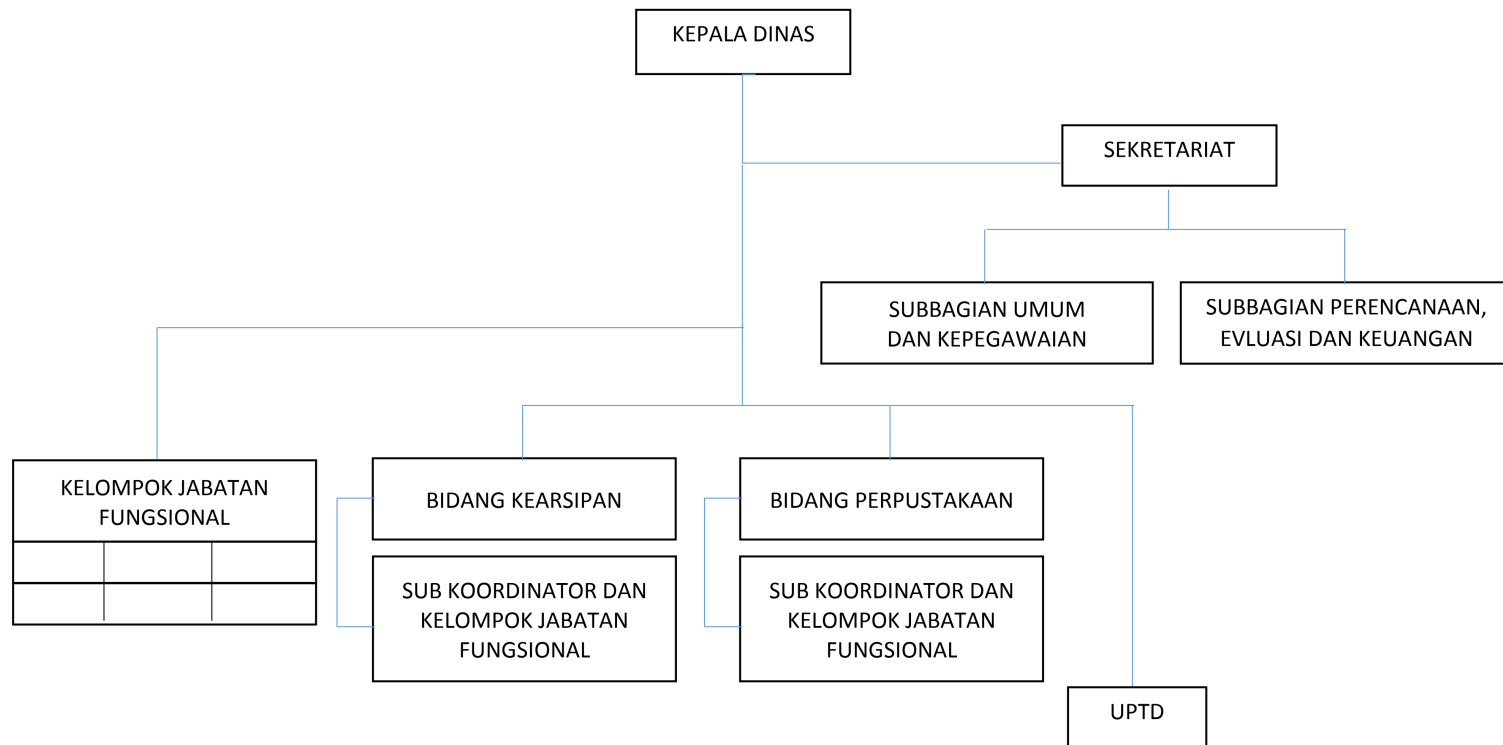 KEPALA DINAS
SEKRETARIAT
SUBBAGIAN UMUM
DAN KEPEGAWAIAN
SUBBAGIAN PERENCANAAN,
EVLUASI DAN KEUANGAN
KELOMPOK JABATAN
FUNGSIONAL
BIDANG KEARSIPAN
BIDANG PERPUSTAKAAN
SUB KOORDINATOR DAN
KELOMPOK JABATAN
FUNGSIONAL
SUB KOORDINATOR DAN
KELOMPOK JABATAN
FUNGSIONAL
UPTD